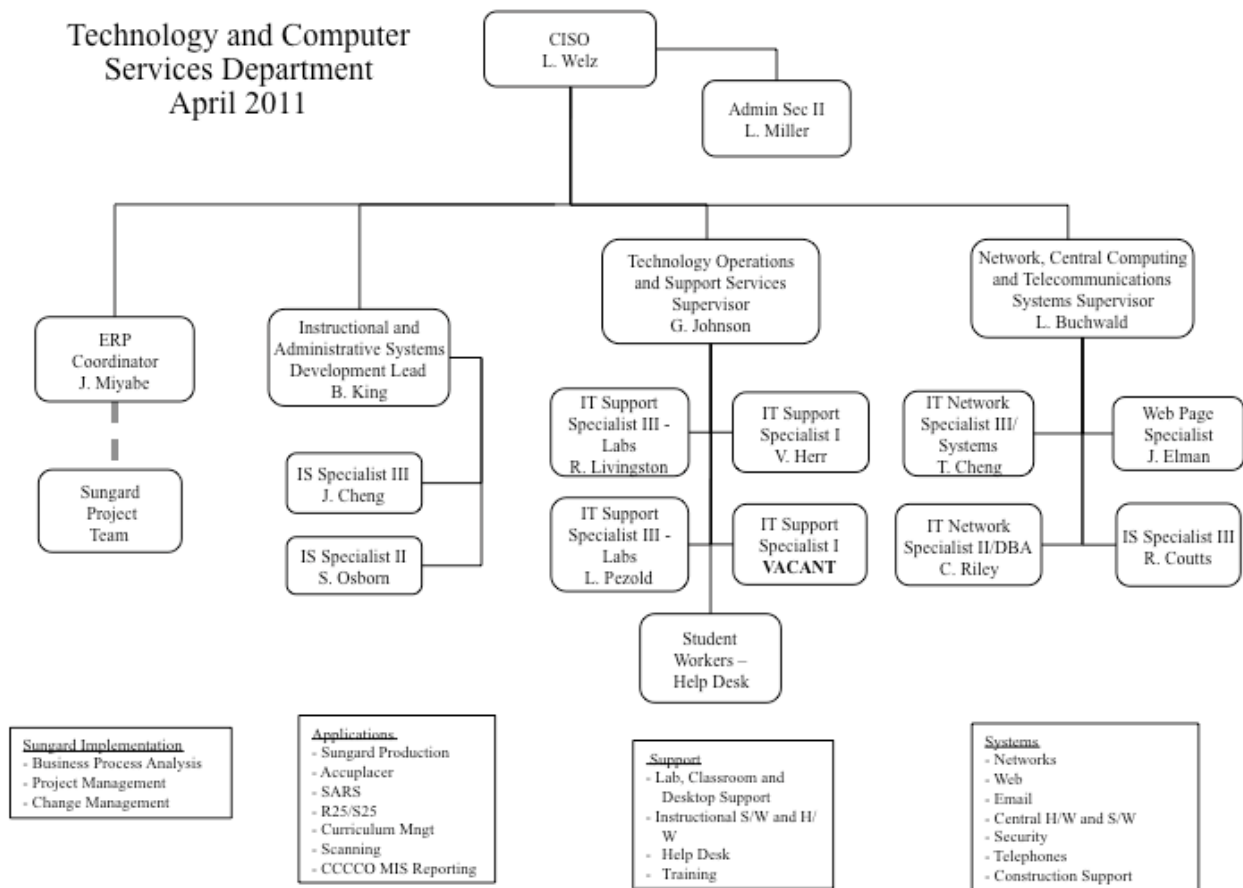 Technology and Computer
Services Department
April 2011
CISO
L. Welz
Admin Sec II
L. Miller
ERP
Coordinator
J. Miyabe
Sungard
Project
Team
Instructional and
Administrative Systems
Development Lead
B. King
IS Specialist III
J. Cheng
IS Specialist II
S. Osborn
Technology Operations
and Support Services
Supervisor
G. Johnson
IT Support
Specialist III -
Labs
R. Livingston
IT Support
Specialist I
V. Herr
IT Support
Specialist III -
Labs
L. Pezold
IT Support
Specialist I
VACANT
Student
Workers –
Help Desk
Network, Central Computing
and Telecommunications
Systems Supervisor
L. Buchwald
IT Network
Specialist III/
Systems
T. Cheng
Web Page
Specialist
J. Elman
IT Network
Specialist II/DBA
C. Riley
IS Specialist III
R. Coutts
Sungard Implementation
- Business Process Analysis
- Project Management
- Change Management
Applications
- Sungard Production
- Accuplacer
- SARS
- R25/S25
- Curriculum Mngt
- Scanning
- CCCCO MIS Reporting
Support
- Lab, Classroom and
Desktop Support
- Instructional S/W and H/
W
- Help Desk
- Training
Systems
- Networks
- Web
- Email
- Central H/W and S/W
- Security
- Telephones
- Construction Support